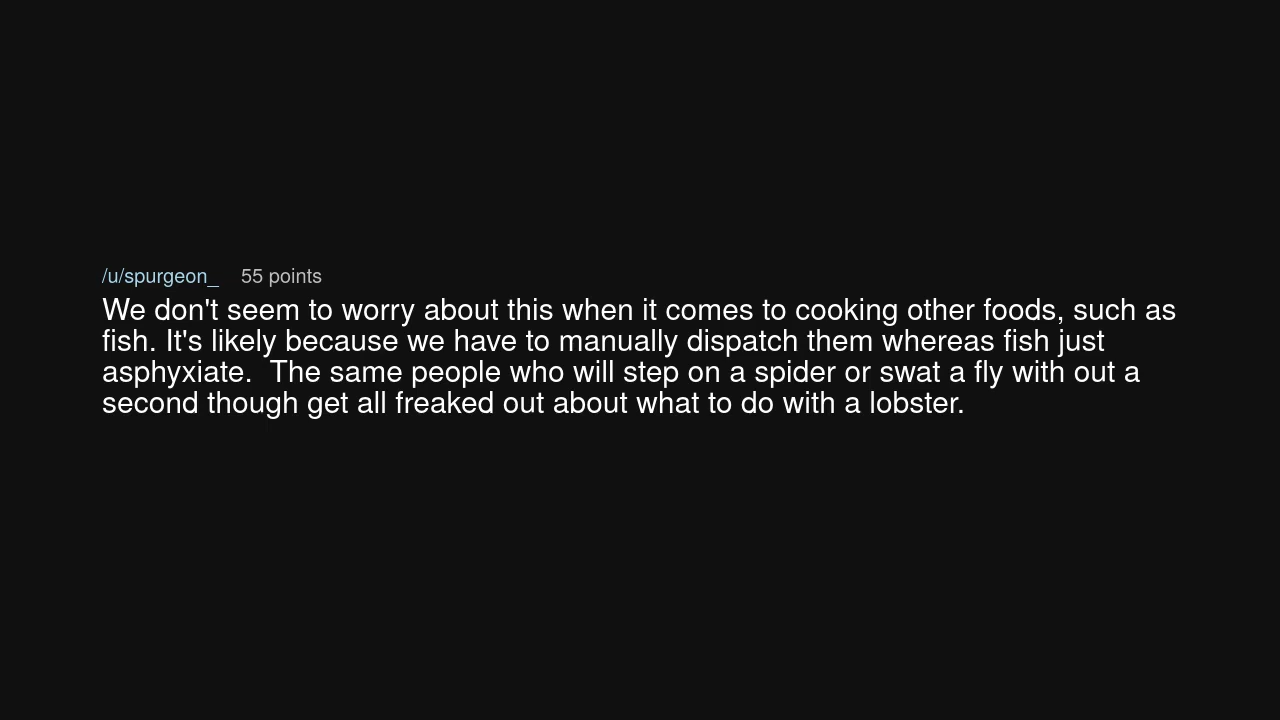 /u/spurgeon_ 55 points
We don't seem to worry about this when it comes to cooking other foods, such as
fish. It's likely because we have to manually dispatch them whereas fish just
asphyxiate.  The same people who will step on a spider or swat a fly with out a
second though get all freaked out about what to do with a lobster.